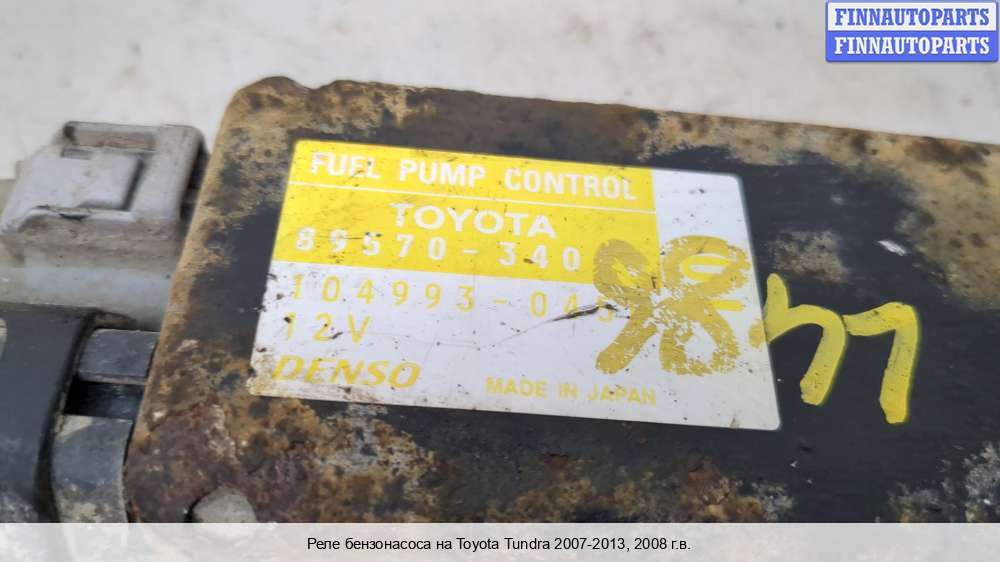 FINNAUTOPARTS
FINNAUTOPARTS
FUEL PUMP CONTROL
TOYOTA
89570-340
104993-04
12V
DENSO
MADE IN JAPAN
Реле бензонасоса на Toyota Tundra 2007-2013, 2008 г.в.